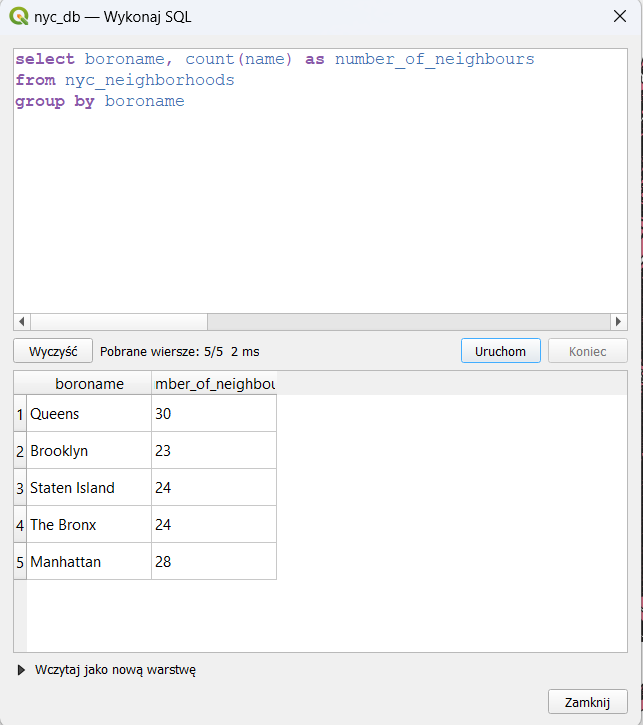 nyc_db — Wykonaj SQL
select boroname, count(name) as number_of_neighbours
from nyc_neighborhoods
group by boroname
Wyczyść Pobrane wiersze: 5/5 2 ms Uruchom Koniec
boroname mber_of_neighbou
1 Queens 30
2 Brooklyn 23
3 Staten Island 24
4 The Bronx 24
5 Manhattan 28
Wczytaj jako nową warstwę
Zamknij